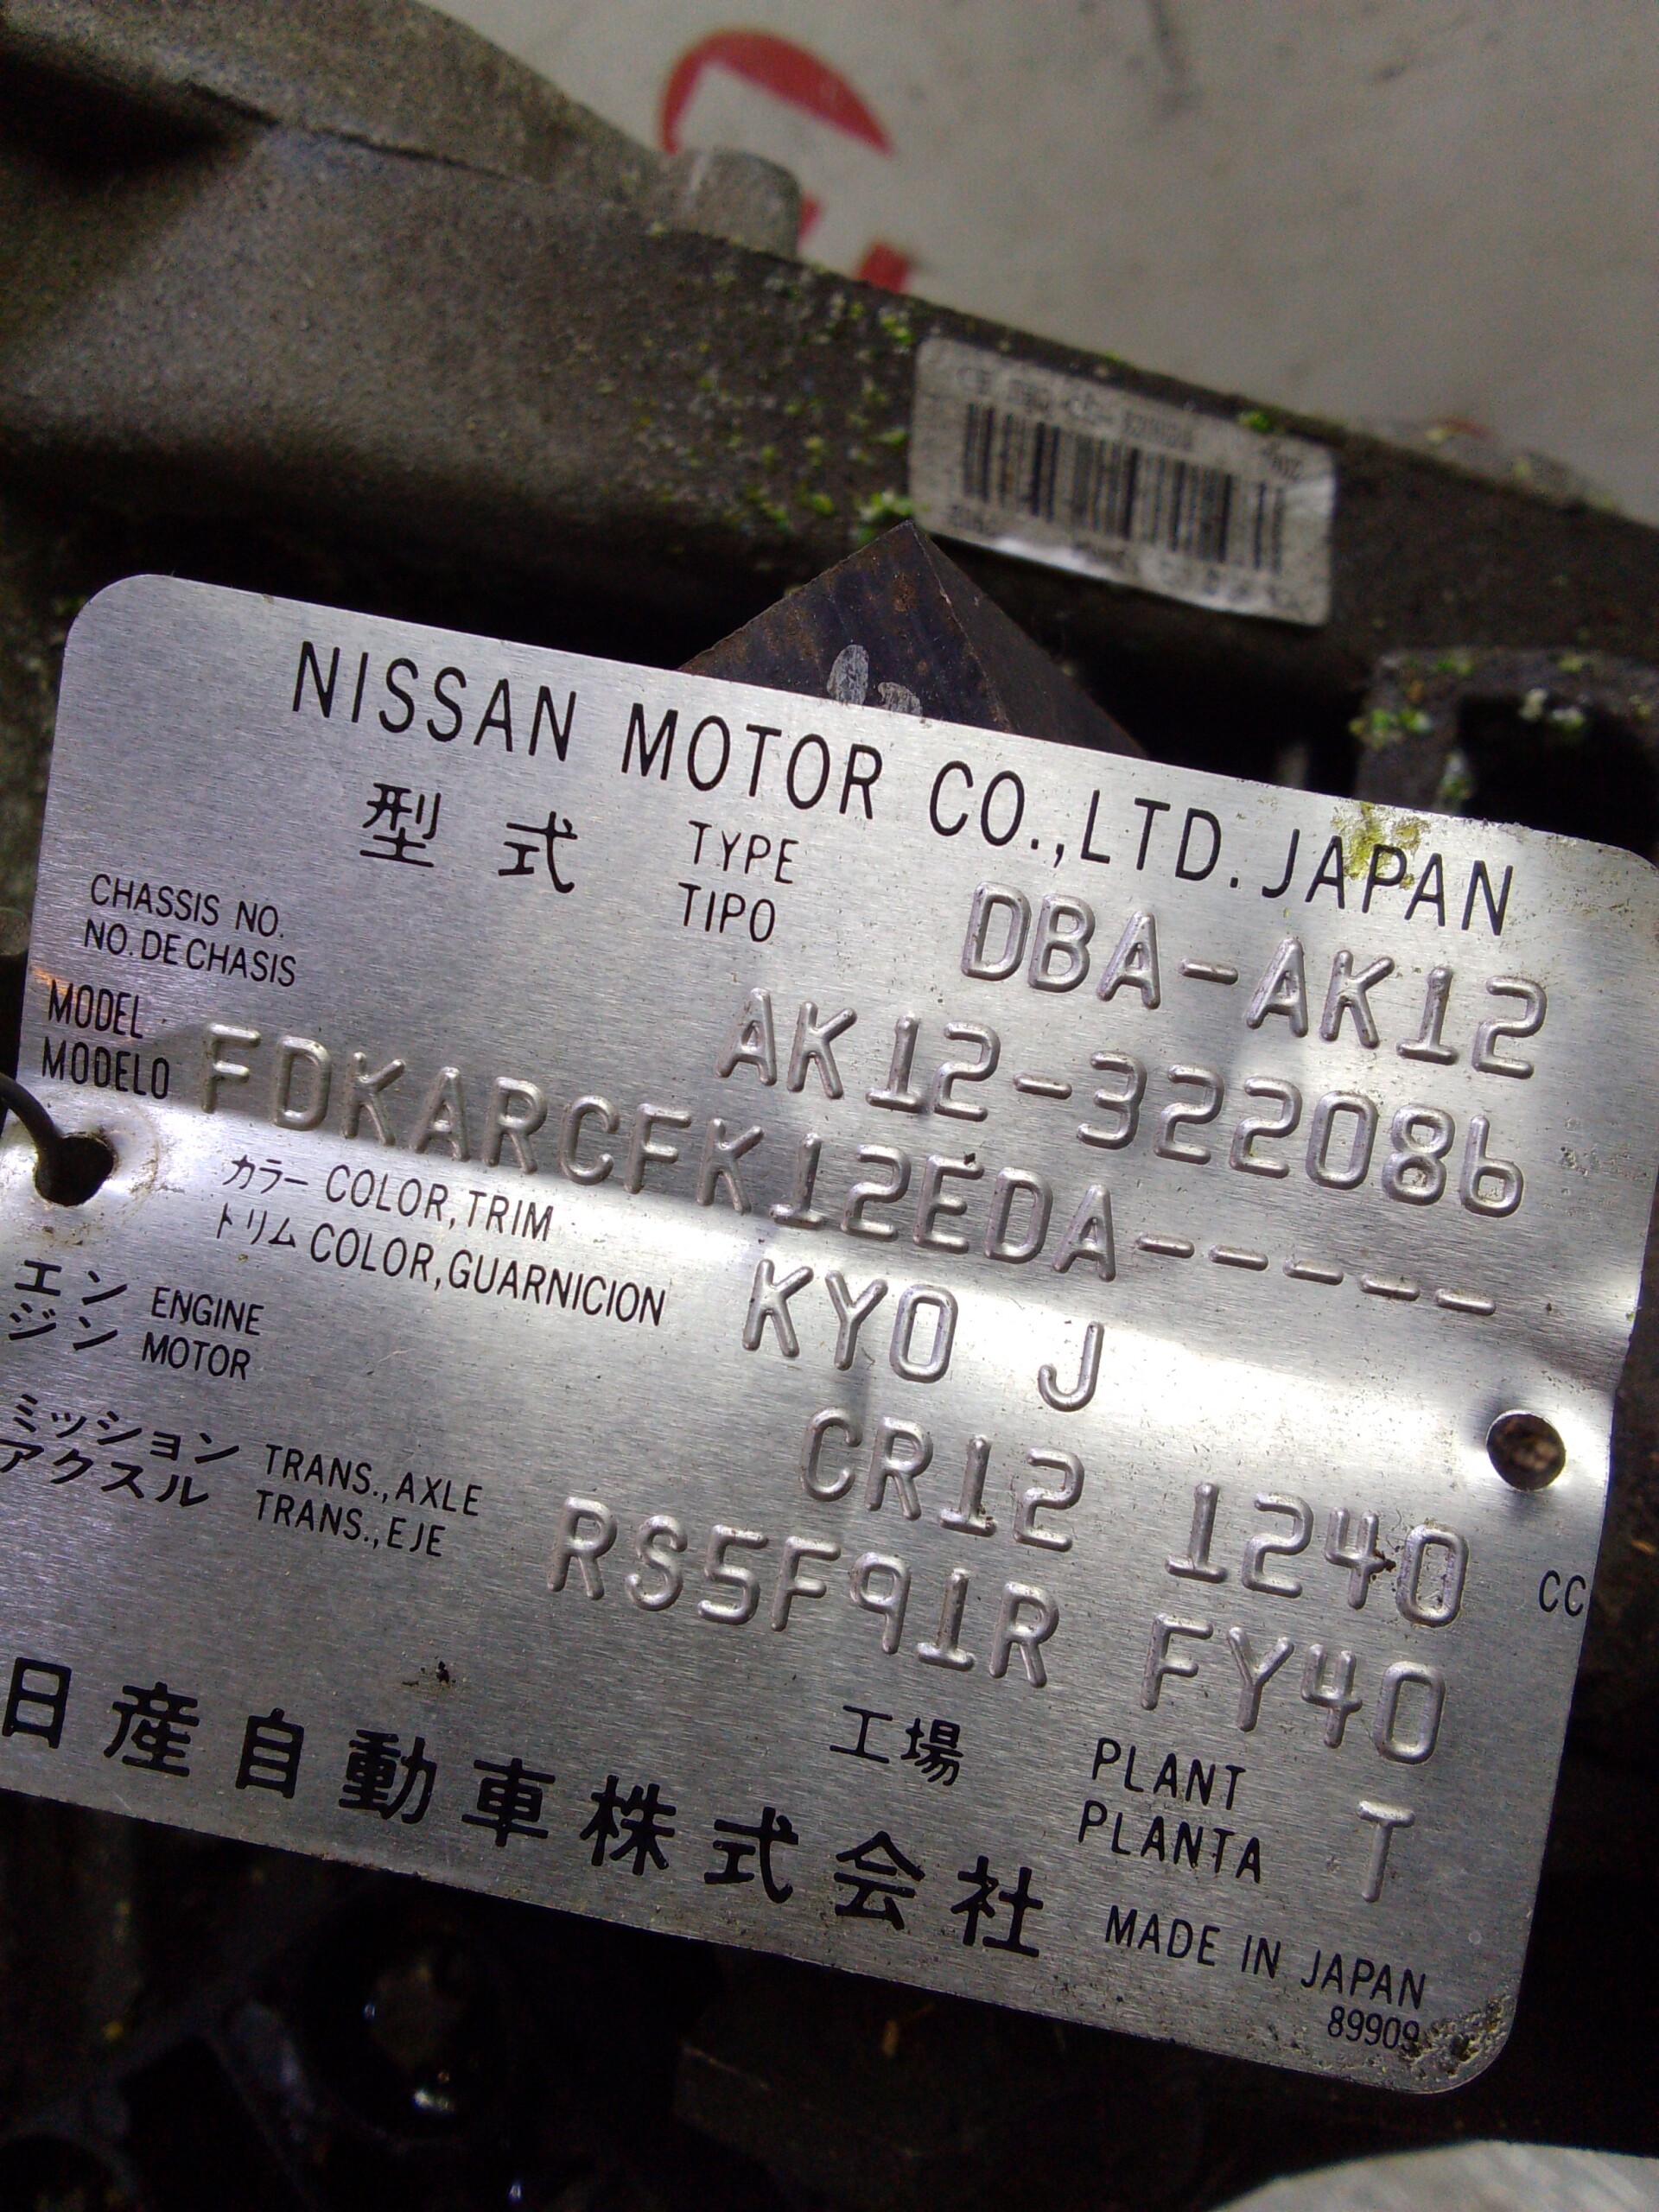 NISSAN MOTOR CO.,LTD. JAPAN
型式 TYPE TIPO DBA-AK12
CHASSIS NO.
NO. DE CHASIS AK12-322086
MODEL
MODELO FDKARCFK12EDA-----
カラー COLOR,TRIM
トリム COLOR,GUARNICION KY0 J
エンジン ENGINE MOTOR CR12 1240 CC
ミッション TRANS.,AXLE
アクスル TRANS.,EJE RS5F91R FY40
工場 PLANT PLANTA T
日産自動車株式会社 MADE IN JAPAN
89909